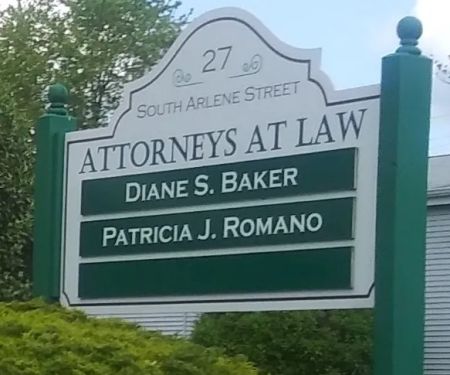 27
SOUTH ARLENE STREET
ATTORNEYS AT LAW
DIANE S. BAKER
PATRICIA J. ROMANO